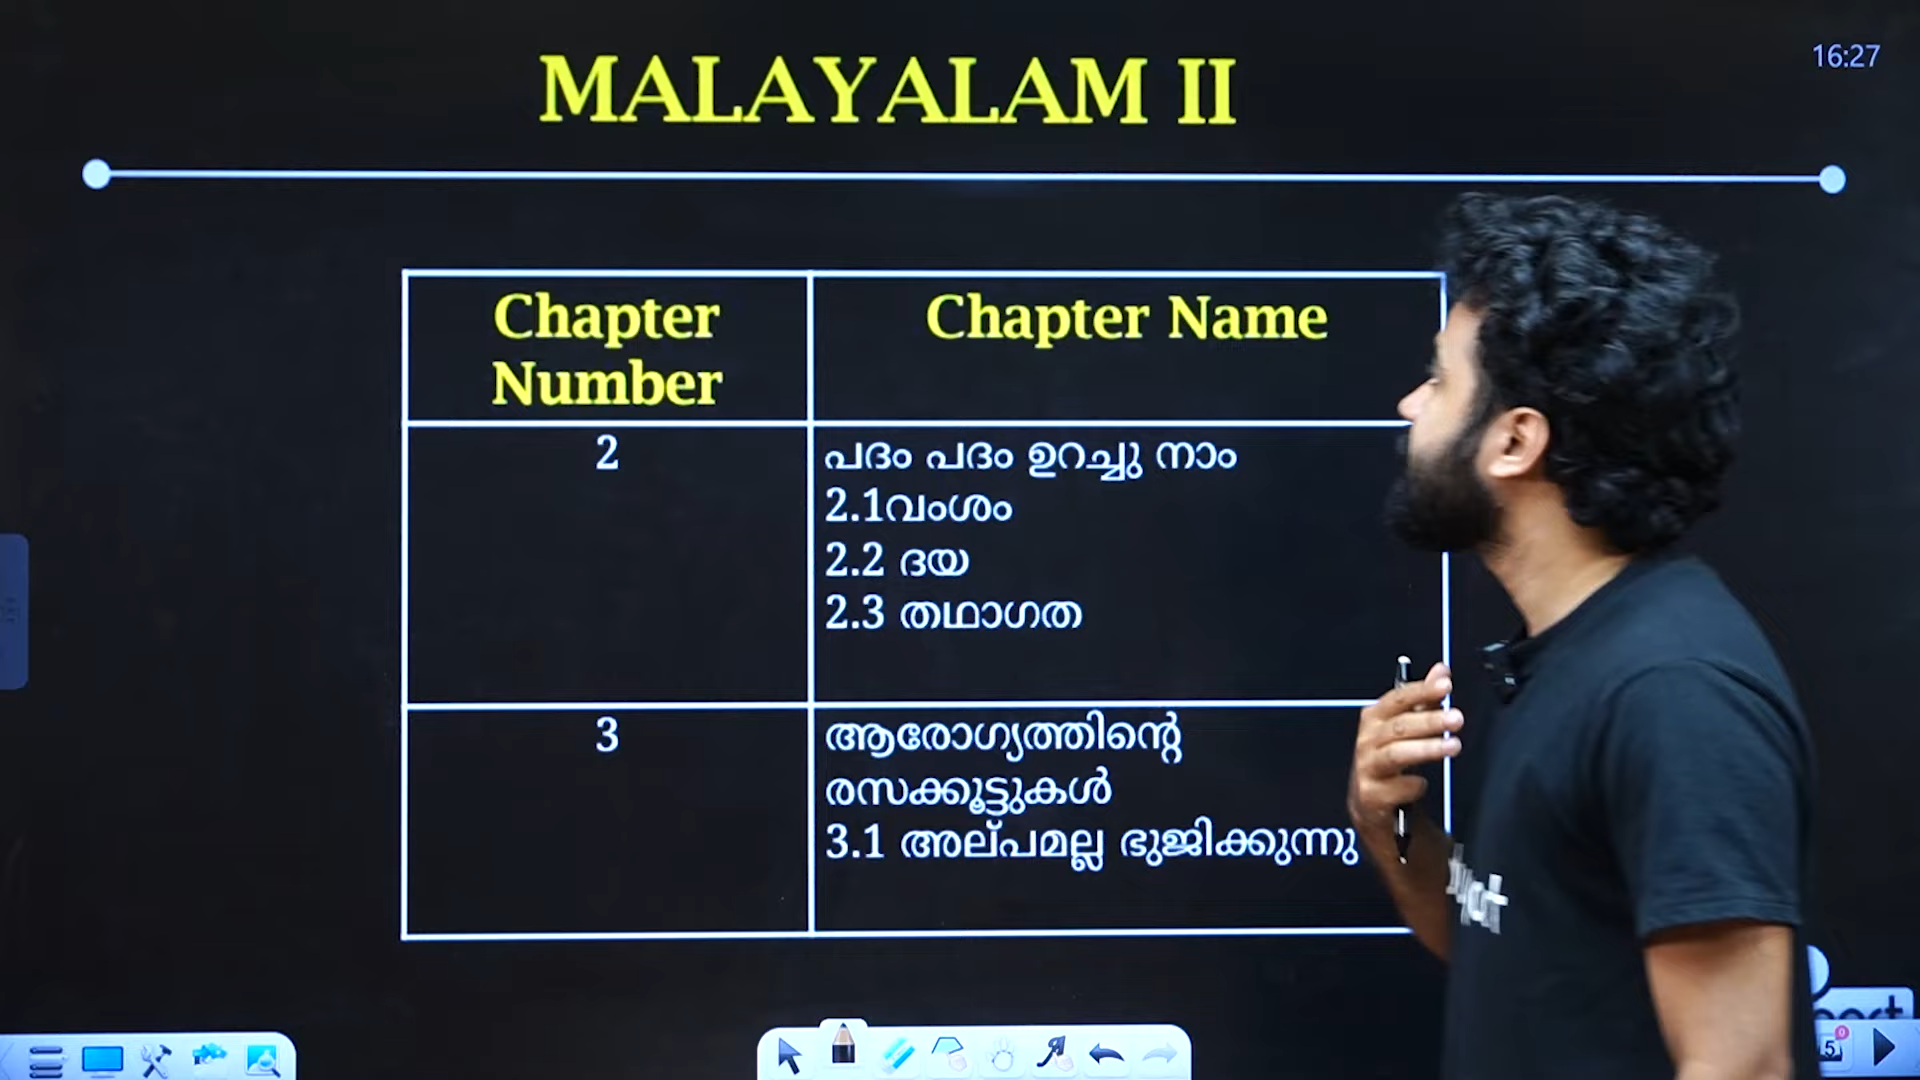 MALAYALAM II
16:27
Chapter
Number
Chapter Name
2
പദം പദം ഉറച്ചു നാം
2.1വംശം
2.2 ദയ
2.3 തഥാഗത
3
ആരോഗ്യത്തിന്റെ
രസക്കൂട്ടുകൾ
3.1 അല്പമല്ല ഭുജിക്കുന്നു